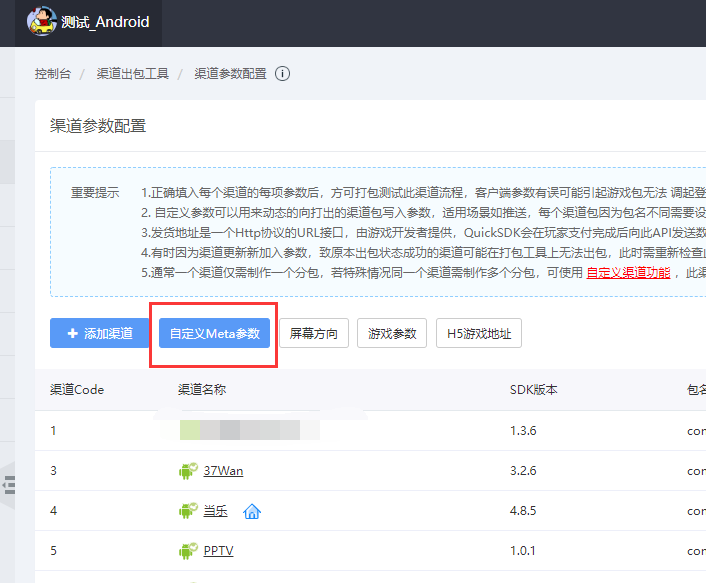 测试_Android
控制台 / 渠道出包工具 / 渠道参数配置
渠道参数配置
重要提示 1.正确填入每个渠道的每项参数后，方可打包测试此渠道流程，客户端参数有误可能引起游戏包无法 调起登
2. 自定义参数可以用来动态的向打出的渠道包写入参数，适用场景如推送，每个渠道包因为包名不同需要设
3.发货地址是一个Http协议的URL接口，由游戏开发者提供，QuickSDK会在玩家支付完成后向此API发送数
4.有时因为渠道更新新加入参数，致原本出包状态成功的渠道可能在打包工具上无法出包，此时需重新检查
5.通常一个渠道仅需制作一个分包，若特殊情况同一个渠道需制作多个分包，可使用 自定义渠道功能 ，此渠
添加渠道 自定义Meta参数 屏幕方向 游戏参数 H5游戏地址
渠道Code 渠道名称 SDK版本 包名
1 1.3.6 con
3 37Wan 3.2.6 con
4 当乐 4.8.5 con
5 PPTV 1.0.1 con